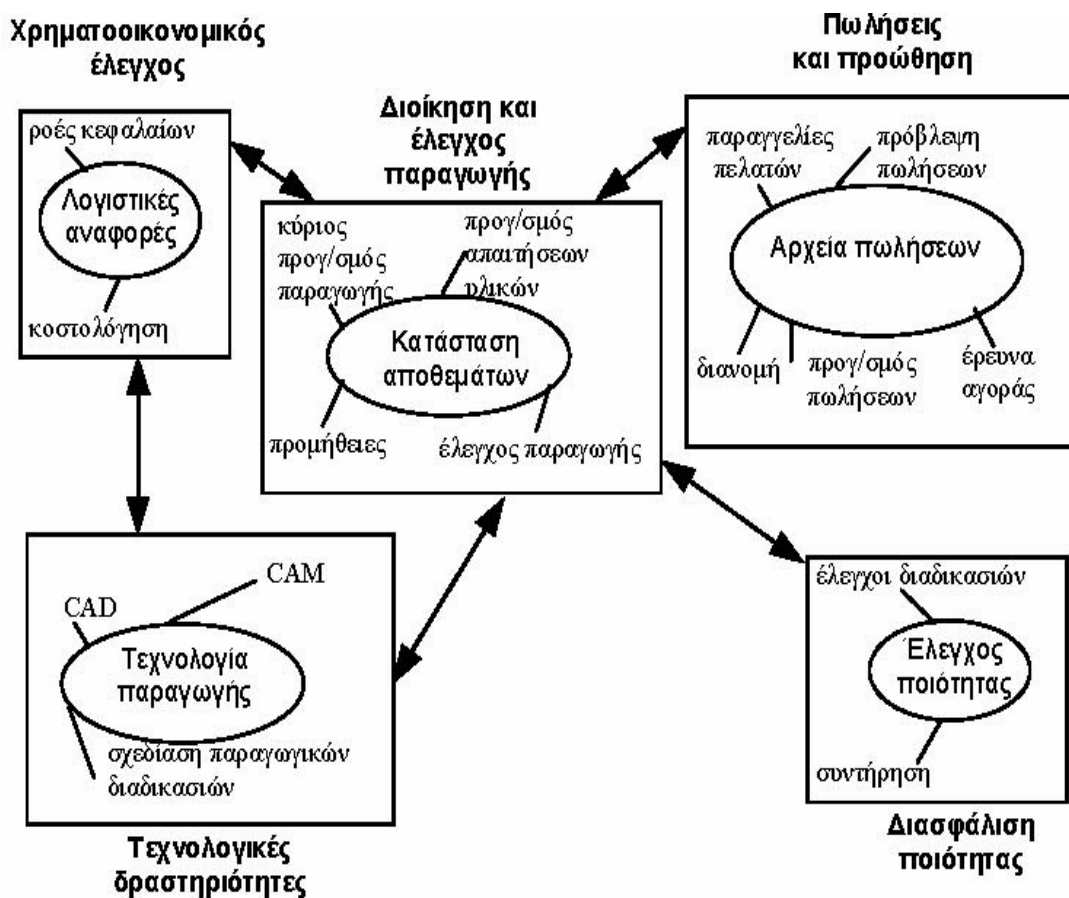 Χρηματοοικονομικός
έλεγχος
ροές κεφαλαίων
Λογιστικές
αναφορές
κοστολόγηση
Διοίκηση και
έλεγχος
παραγωγής
κύριος
προγ/σμός
παραγωγής
προγ/σμός
απαιτήσεων
υλικών
Κατάσταση
αποθεμάτων
προμήθειες
έλεγχος παραγωγής
Πωλήσεις
και προώθηση
παραγγελίες
πελατών
πρόβλεψη
πωλήσεων
Αρχεία πωλήσεων
διανομή
προγ/σμός
πωλήσεων
έρευνα
αγοράς
CAM
CAD
Τεχνολογία
παραγωγής
σχεδίαση παραγωγικών
διαδικασιών
Τεχνολογικές
δραστηριότητες
έλεγχοι διαδικασιών
Έλεγχος
ποιότητας
συντήρηση
Διασφάλιση
ποιότητας